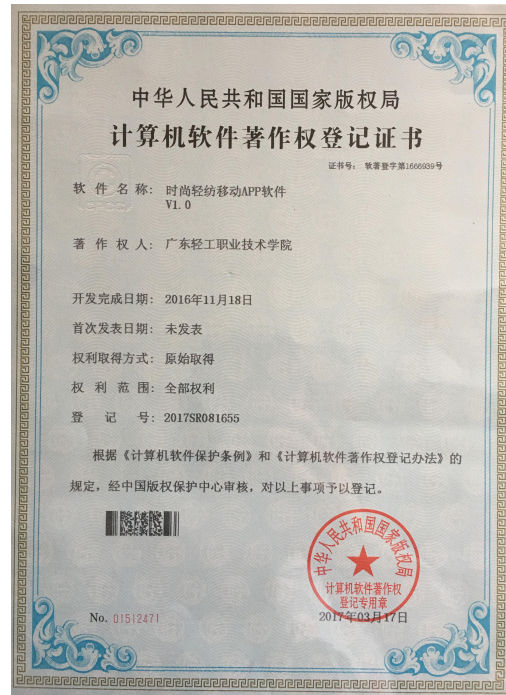 中华人民共和国国家版权局
计算机软件著作权登记证书
证书号： 软著登字第1666939号
软件名称： 时尚轻纺移动APP软件
V1.0
著作权人： 广东轻工职业技术学院
开发完成日期： 2016年11月18日
首次发表日期： 未发表
权利取得方式： 原始取得
权利范围： 全部权利
登记号： 2017SR081655
根据《计算机软件保护条例》和《计算机软件著作权登记办法》的
规定，经中国版权保护中心审核，对以上事项予以登记。
中华人民共和国国家版权局
计算机软件著作权
登记专用章
No. 01512471
2017年03月17日